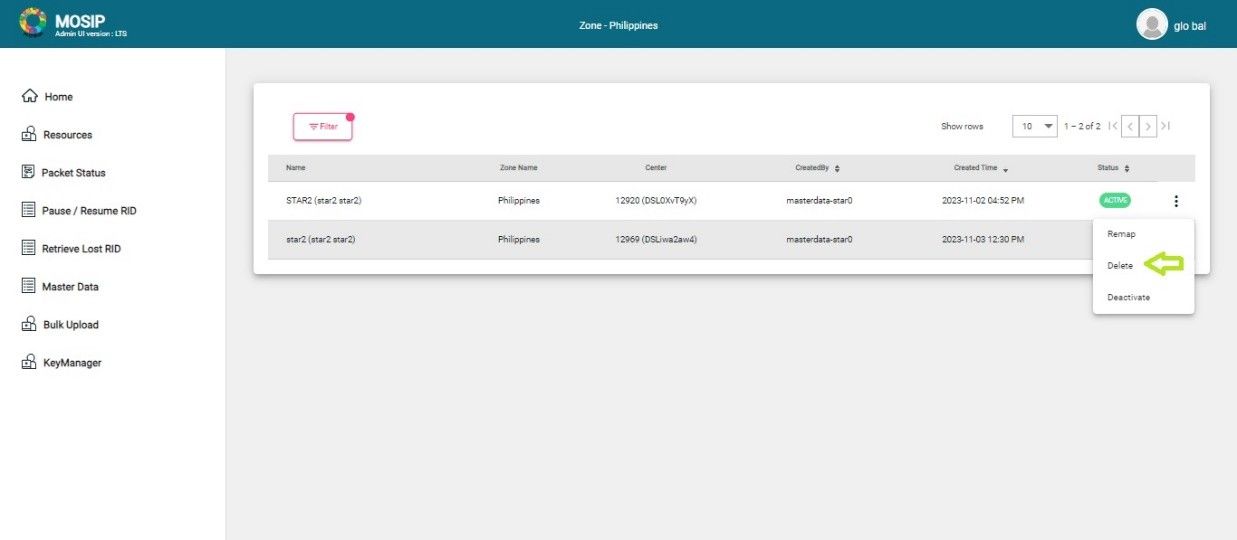 MOSIP
Admin UI version : LTS
Zone - Philippines
glo bal
Home
Resources
Packet Status
Pause / Resume RID
Retrieve Lost RID
Master Data
Bulk Upload
KeyManager
Filter
Show rows 10 1 – 2 of 2
Name Zone Name Center CreatedBy Created Time Status
STAR2 (star2 star2) Philippines 12920 (DSL0XvT9yX) masterdata-star0 2023-11-02 04:52 PM ACTIVE
star2 (star2 star2) Philippines 12969 (DSLiwa2aw4) masterdata-star0 2023-11-03 12:30 PM
Remap
Delete
Deactivate